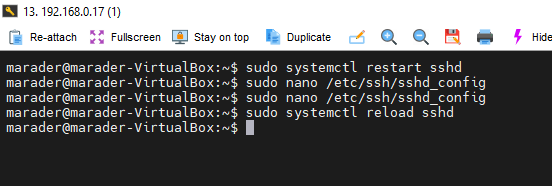 13. 192.168.0.17 (1)
Re-attach Fullscreen Stay on top Duplicate Hide
marader@marader-VirtualBox:~$ sudo systemctl restart sshd
marader@marader-VirtualBox:~$ sudo nano /etc/ssh/sshd_config
marader@marader-VirtualBox:~$ sudo nano /etc/ssh/sshd_config
marader@marader-VirtualBox:~$ sudo systemctl reload sshd
marader@marader-VirtualBox:~$